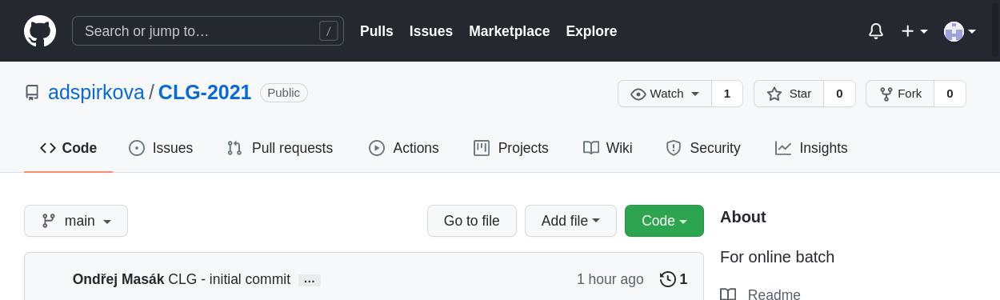 Search or jump to… / Pulls Issues Marketplace Explore
adspirkova / CLG-2021 Public Watch 1 Star 0 Fork 0
Code Issues Pull requests Actions Projects Wiki Security Insights
main Go to file Add file Code About
For online batch
Ondřej Masák CLG - initial commit … 1 hour ago 1
Readme